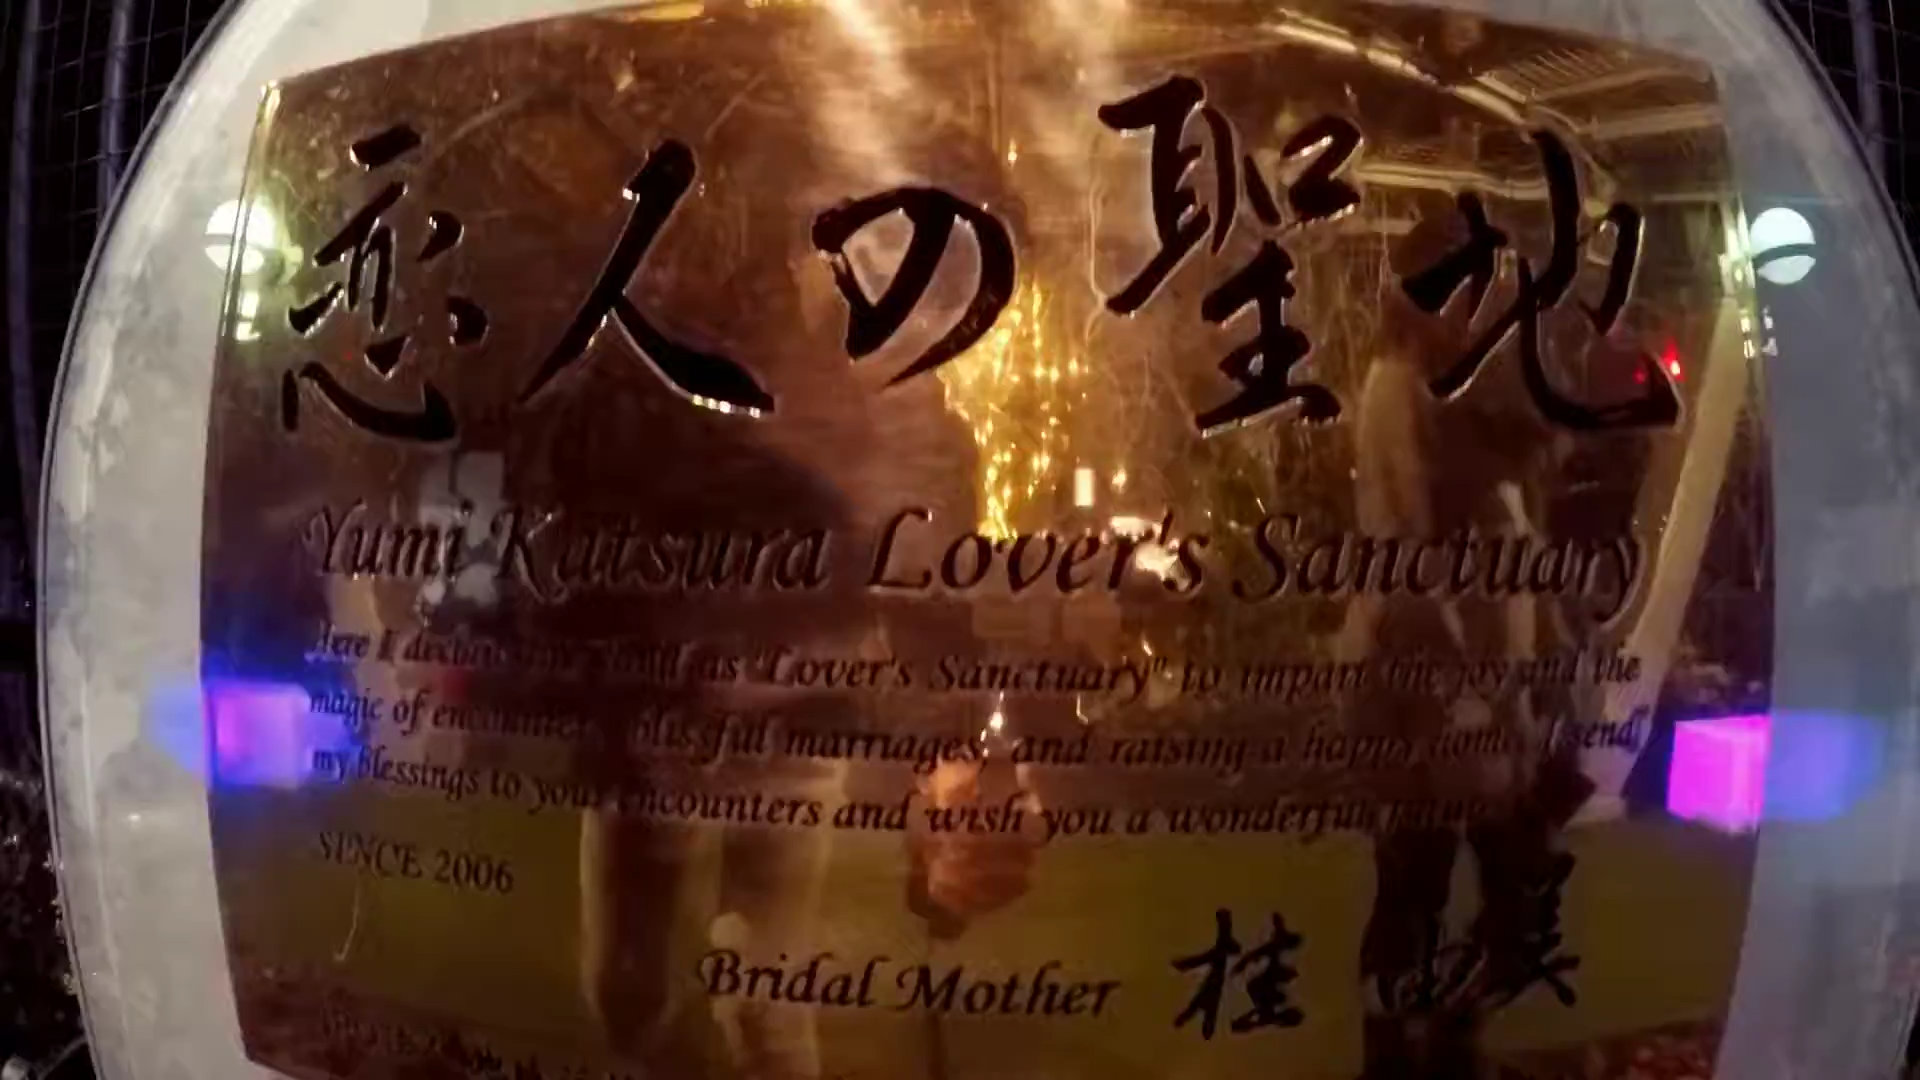 恋人の聖地
Yumi Katsura Lover's Sanctuary
Here I declare this land as "Lover's Sanctuary" to impart the joy and the
magic of encounters, blissful marriages, and raising a happy home. I send
my blessings to your encounters and wish you a wonderful future.
SINCE 2006
Bridal Mother 桂 由美